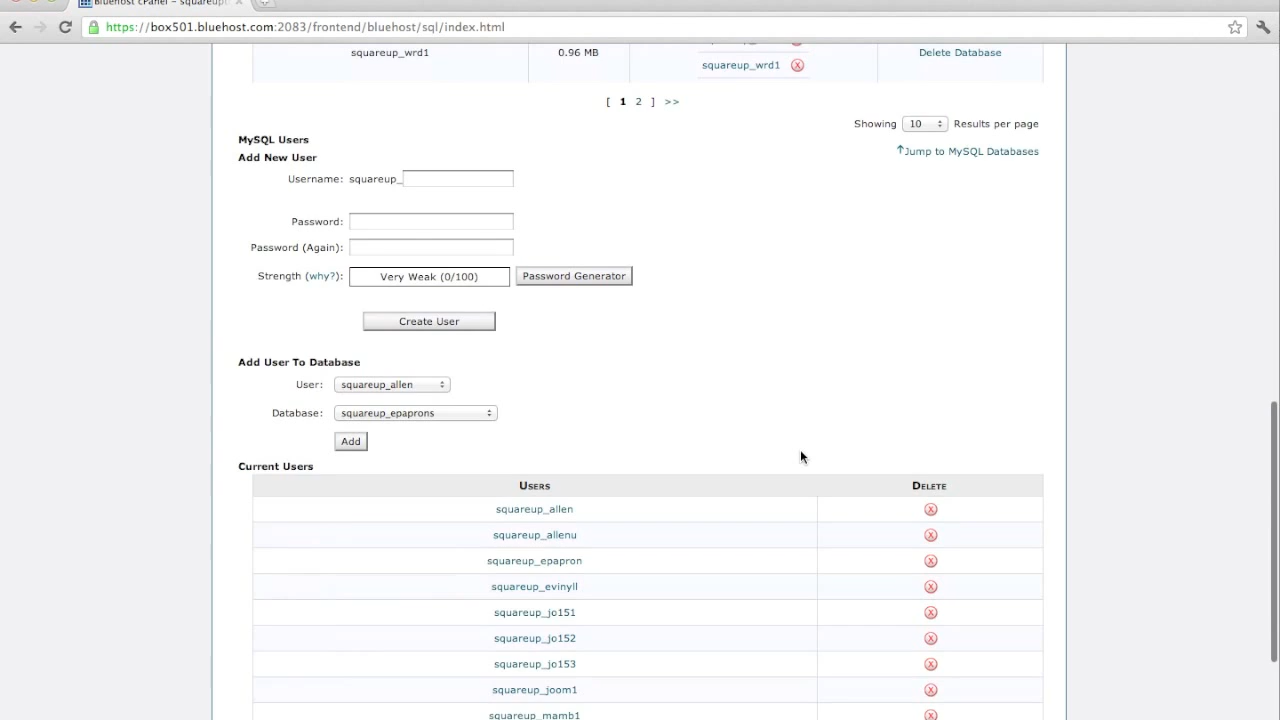 bluehost cPanel - squareupt
https://box501.bluehost.com:2083/frontend/bluehost/sql/index.html
squareup_wrd1 0.96 MB squareup_wrd1 Delete Database
[ 1 2 ] >>
Showing 10 Results per page
MySQL Users
↑Jump to MySQL Databases
Add New User
Username: squareup_
Password:
Password (Again):
Strength (why?): Very Weak (0/100) Password Generator
Create User
Add User To Database
User: squareup_allen
Database: squareup_epaprons
Add
Current Users
USERS DELETE
squareup_allen
squareup_allenu
squareup_epapron
squareup_evinyll
squareup_jo151
squareup_jo152
squareup_jo153
squareup_joom1
squareup_mamb1